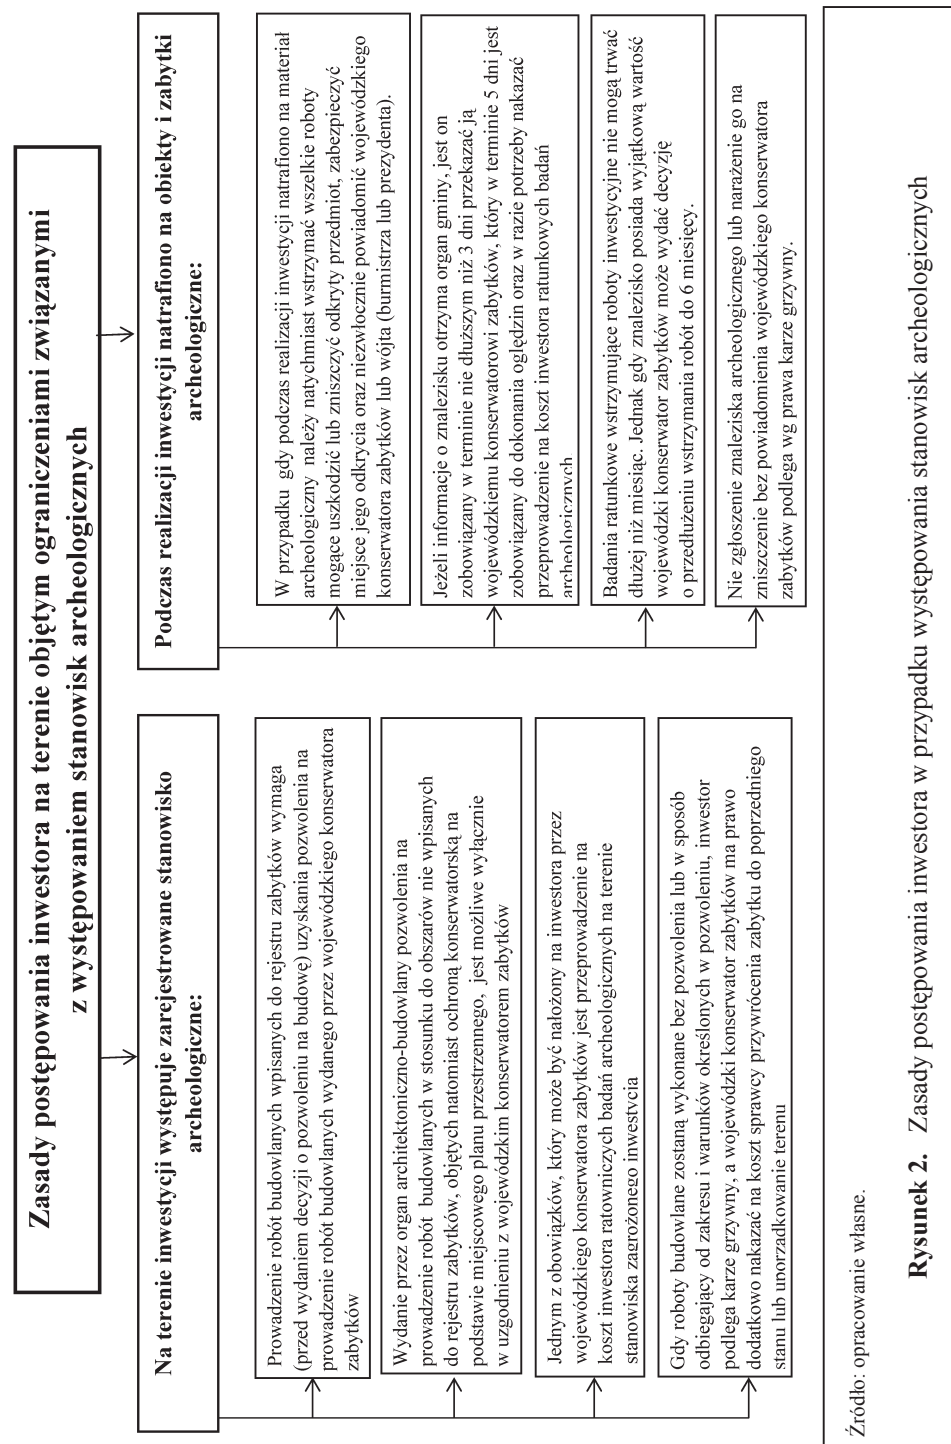 Zasady postępowania inwestora na terenie objętym ograniczeniami związanymi
z występowaniem stanowisk archeologicznych
Na terenie inwestycji występuje zarejestrowane stanowisko
archeologiczne:
Prowadzenie robót budowlanych wpisanych do rejestru zabytków wymaga
(przed wydaniem decyzji o pozwoleniu na budowę) uzyskania pozwolenia na
prowadzenie robót budowlanych wydanego przez wojewódzkiego konserwatora
zabytków
Wydanie przez organ architektoniczno-budowlany pozwolenia na
prowadzenie robót budowlanych w stosunku do obszarów nie wpisanych
do rejestru zabytków, objętych natomiast ochroną konserwatorską na
podstawie miejscowego planu przestrzennego, jest możliwe wyłącznie
w uzgodnieniu z wojewódzkim konserwatorem zabytków
Jednym z obowiązków, który może być nałożony na inwestora przez
wojewódzkiego konserwatora zabytków jest przeprowadzenie na
koszt inwestora ratowniczych badań archeologicznych na terenie
stanowiska zagrożonego inwestycją
Gdy roboty budowlane zostaną wykonane bez pozwolenia lub w sposób
odbiegający od zakresu i warunków określonych w pozwoleniu, inwestor
podlega karze grzywny, a wojewódzki konserwator zabytków ma prawo
dodatkowo nakazać na koszt sprawcy przywrócenia zabytku do poprzedniego
stanu lub uporządkowanie terenu
Podczas realizacji inwestycji natrafiono na obiekty i zabytki
archeologiczne:
W przypadku gdy podczas realizacji inwestycji natrafiono na materiał
archeologiczny należy natychmiast wstrzymać wszelkie roboty
mogące uszkodzić lub zniszczyć odkryty przedmiot, zabezpieczyć
miejsce jego odkrycia oraz niezwłocznie powiadomić wojewódzkiego
konserwatora zabytków lub wójta (burmistrza lub prezydenta).
Jeżeli informacje o znalezisku otrzyma organ gminy, jest on
zobowiązany w terminie nie dłuższym niż 3 dni przekazać ją
wojewódzkiemu konserwatorowi zabytków, który w terminie 5 dni jest
zobowiązany do dokonania oględzin oraz w razie potrzeby nakazać
przeprowadzenie na koszt inwestora ratunkowych badań
archeologicznych
Badania ratunkowe wstrzymujące roboty inwestycyjne nie mogą trwać
dłużej niż miesiąc. Jednak gdy znalezisko posiada wyjątkową wartość
wojewódzki konserwator zabytków może wydać decyzję
o przedłużeniu wstrzymania robót do 6 miesięcy.
Nie zgłoszenie znaleziska archeologicznego lub narażenie go na
zniszczenie bez powiadomienia wojewódzkiego konserwatora
zabytków podlega wg prawa karze grzywny.
Źródło: opracowanie własne.
Rysunek 2. Zasady postępowania inwestora w przypadku występowania stanowisk archeologicznych